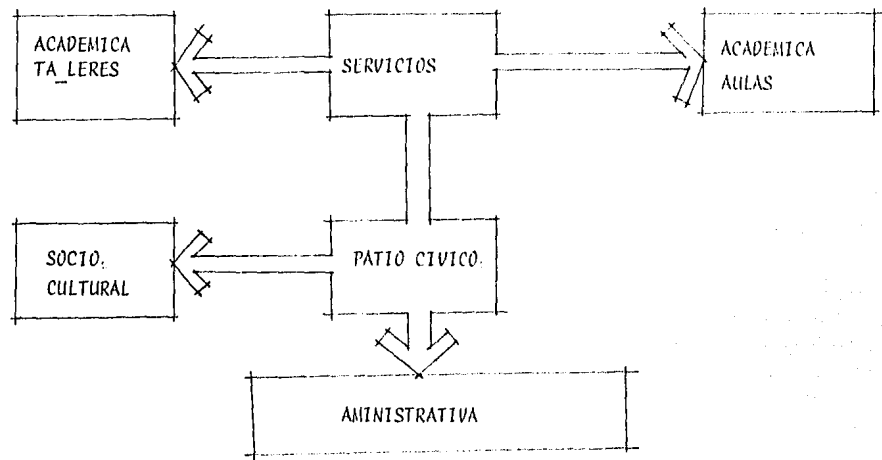 ACADEMICA
TA_LERES
SERVICIOS
ACADEMICA
AULAS
SOCIO.
CULTURAL
PATIO CIVICO.
AMINISTRATIVA